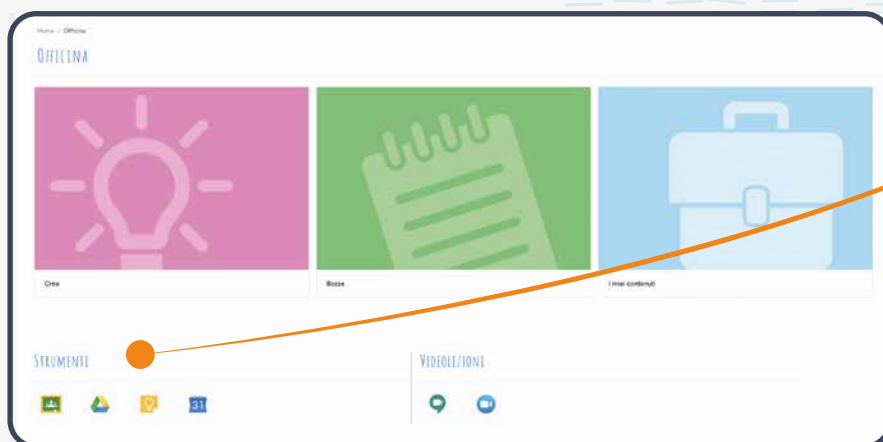 Home / Officina
OFFICINA
Crea
Bozze
I miei contenuti
STRUMENTI
VIDEOLEZIONI
31